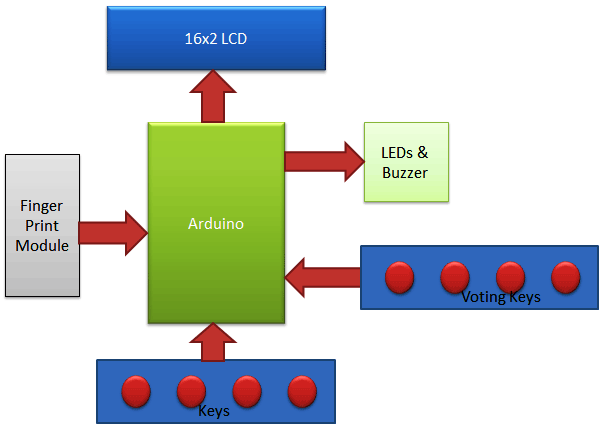 16x2 LCD
LEDs &
Buzzer
Finger
Print
Module
Arduino
Voting Keys
Keys